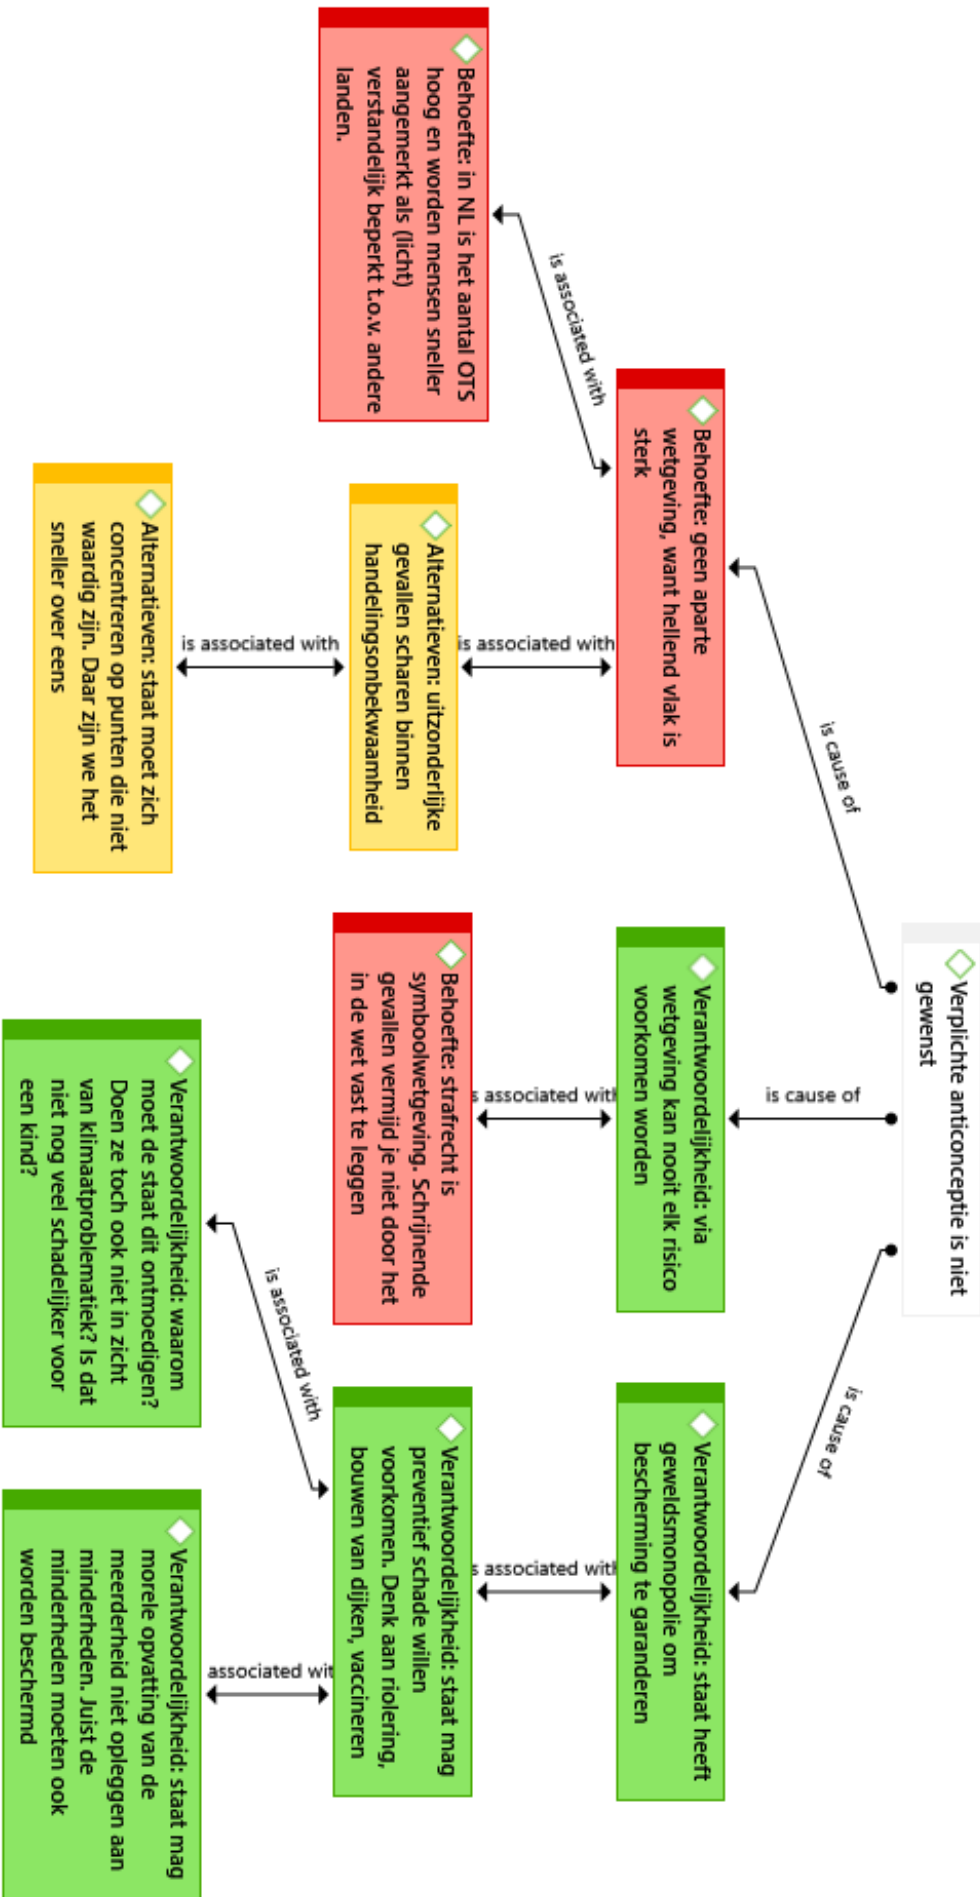 Verplichte anticonceptie is niet
gewenst
is cause of
is cause of
is cause of
Behoefte: geen aparte
wetgeving, want hellend vlak is
sterk
Verantwoordelijkheid: via
wetgeving kan nooit elk risico
voorkomen worden
Verantwoordelijkheid: staat heeft
geweldsmonopolie om
bescherming te garanderen
is associated with
is associated with
s associated with
s associated with
Behoefte: in NL is het aantal OTS
hoog en worden mensen sneller
aangemerkt als (licht)
verstandelijk beperkt t.o.v. andere
landen.
Alternatieven: uitzonderlijke
gevallen scharen binnen
handelingsonbekwaamheid
Behoefte: strafrecht is
symboolwetgeving. Schrijnende
gevallen vermijd je niet door het
in de wet vast te leggen
Verantwoordelijkheid: staat mag
preventief schade willen
voorkomen. Denk aan riolering,
bouwen van dijken, vaccineren
is associated with
is associated with
associated wit
Alternatieven: staat moet zich
concentreren op punten die niet
waardig zijn. Daar zijn we het
sneller over eens
Verantwoordelijkheid: waarom
moet de staat dit ontmoedigen?
Doen ze toch ook niet in zicht
van klimaatproblematiek? Is dat
niet nog veel schadelijker voor
een kind?
Verantwoordelijkheid: staat mag
morele opvatting van de
meerderheid niet opleggen aan
minderheden. Juist de
minderheden moeten ook
worden beschermd